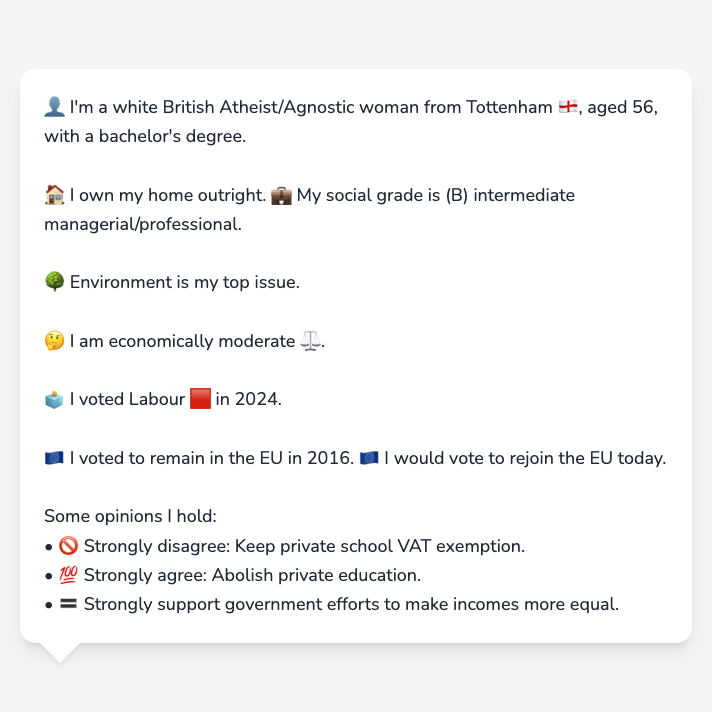 👤 I'm a white British Atheist/Agnostic woman from Tottenham 🏴󠁧󠁢󠁥󠁮󠁧󠁿, aged 56,
with a bachelor's degree.
🏠 I own my home outright. 💼 My social grade is (B) intermediate
managerial/professional.
🌳 Environment is my top issue.
🤔 I am economically moderate ⚖️.
🗳️ I voted Labour 🟥 in 2024.
🇪🇺 I voted to remain in the EU in 2016. 🇪🇺 I would vote to rejoin the EU today.
Some opinions I hold:
• 🚫 Strongly disagree: Keep private school VAT exemption.
• 💯 Strongly agree: Abolish private education.
• 🟰 Strongly support government efforts to make incomes more equal.